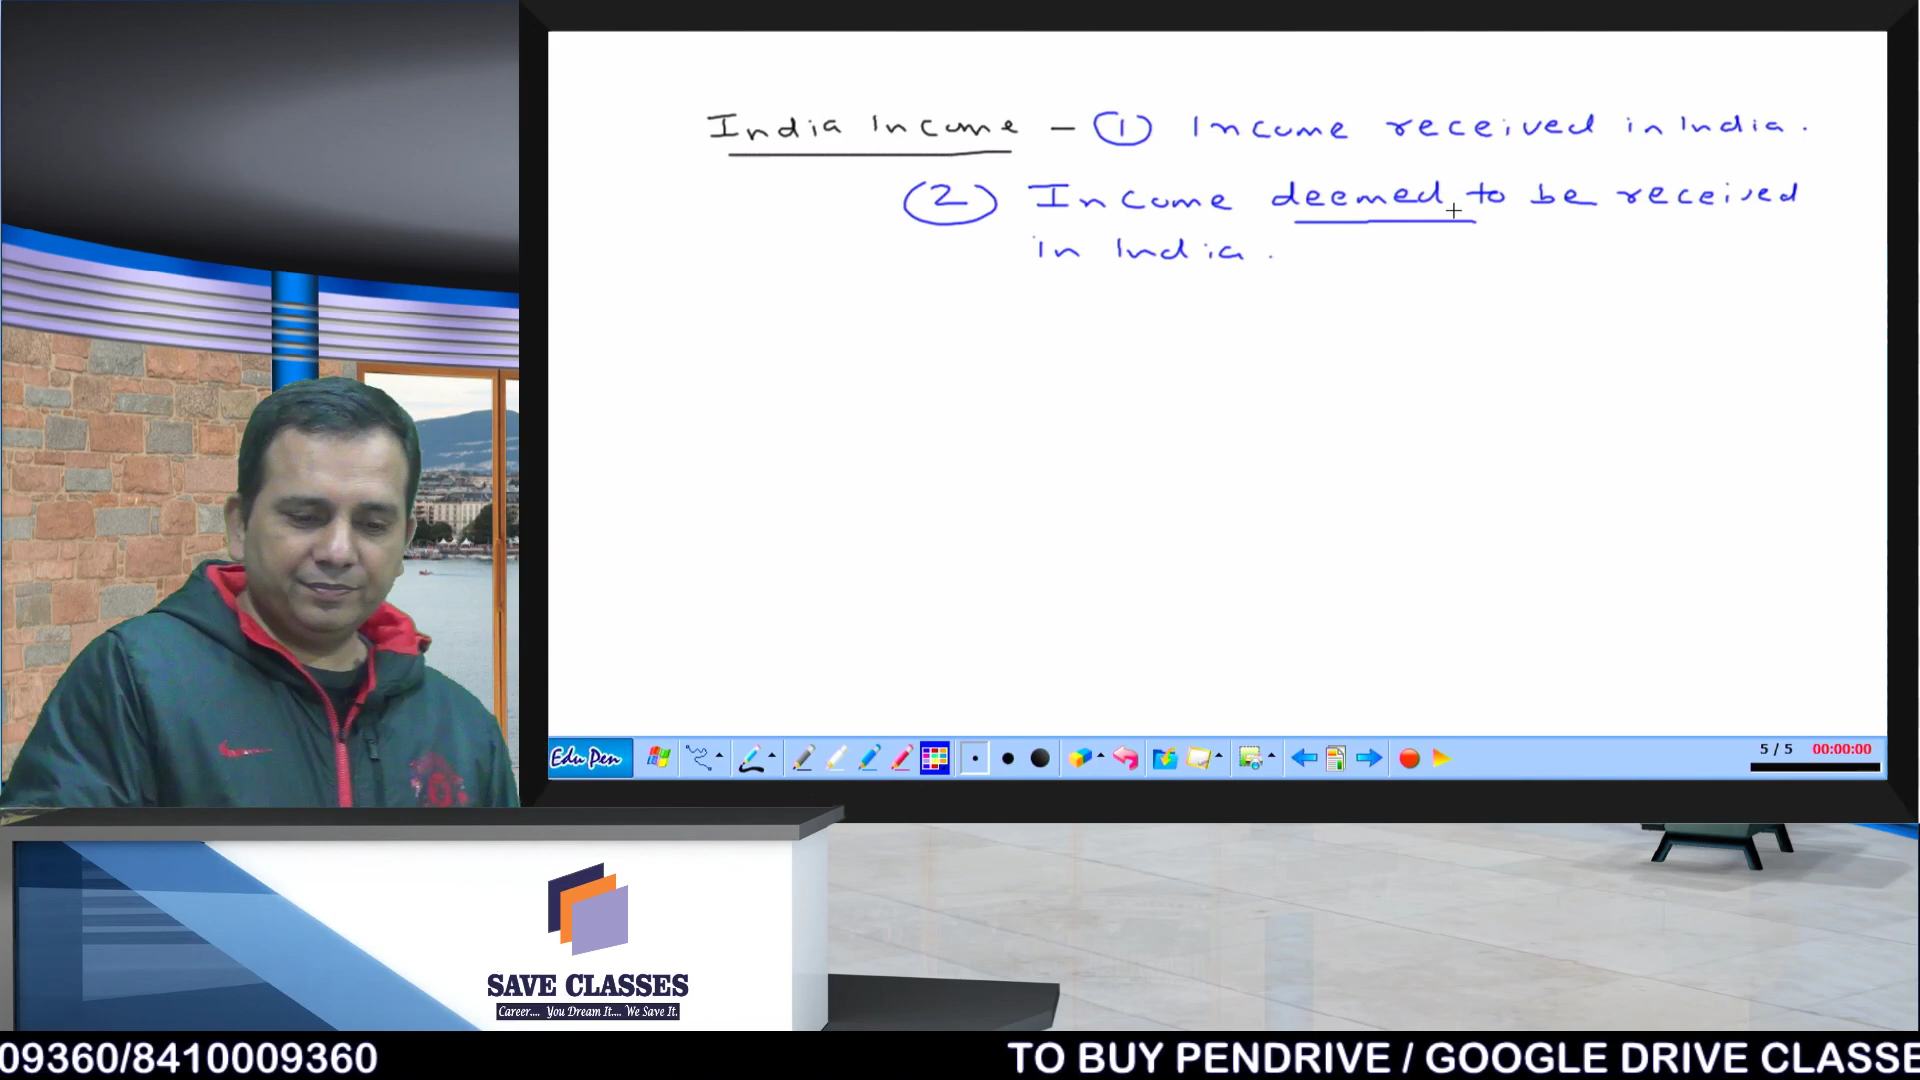 India Income – ① Income received in India.
② Income deemed to be received
in India.
Edu Pen
5 / 5 00:00:00
SAVE CLASSES
Career.... You Dream It.... We Save It.
09360/8410009360 TO BUY PENDRIVE / GOOGLE DRIVE CLASSE